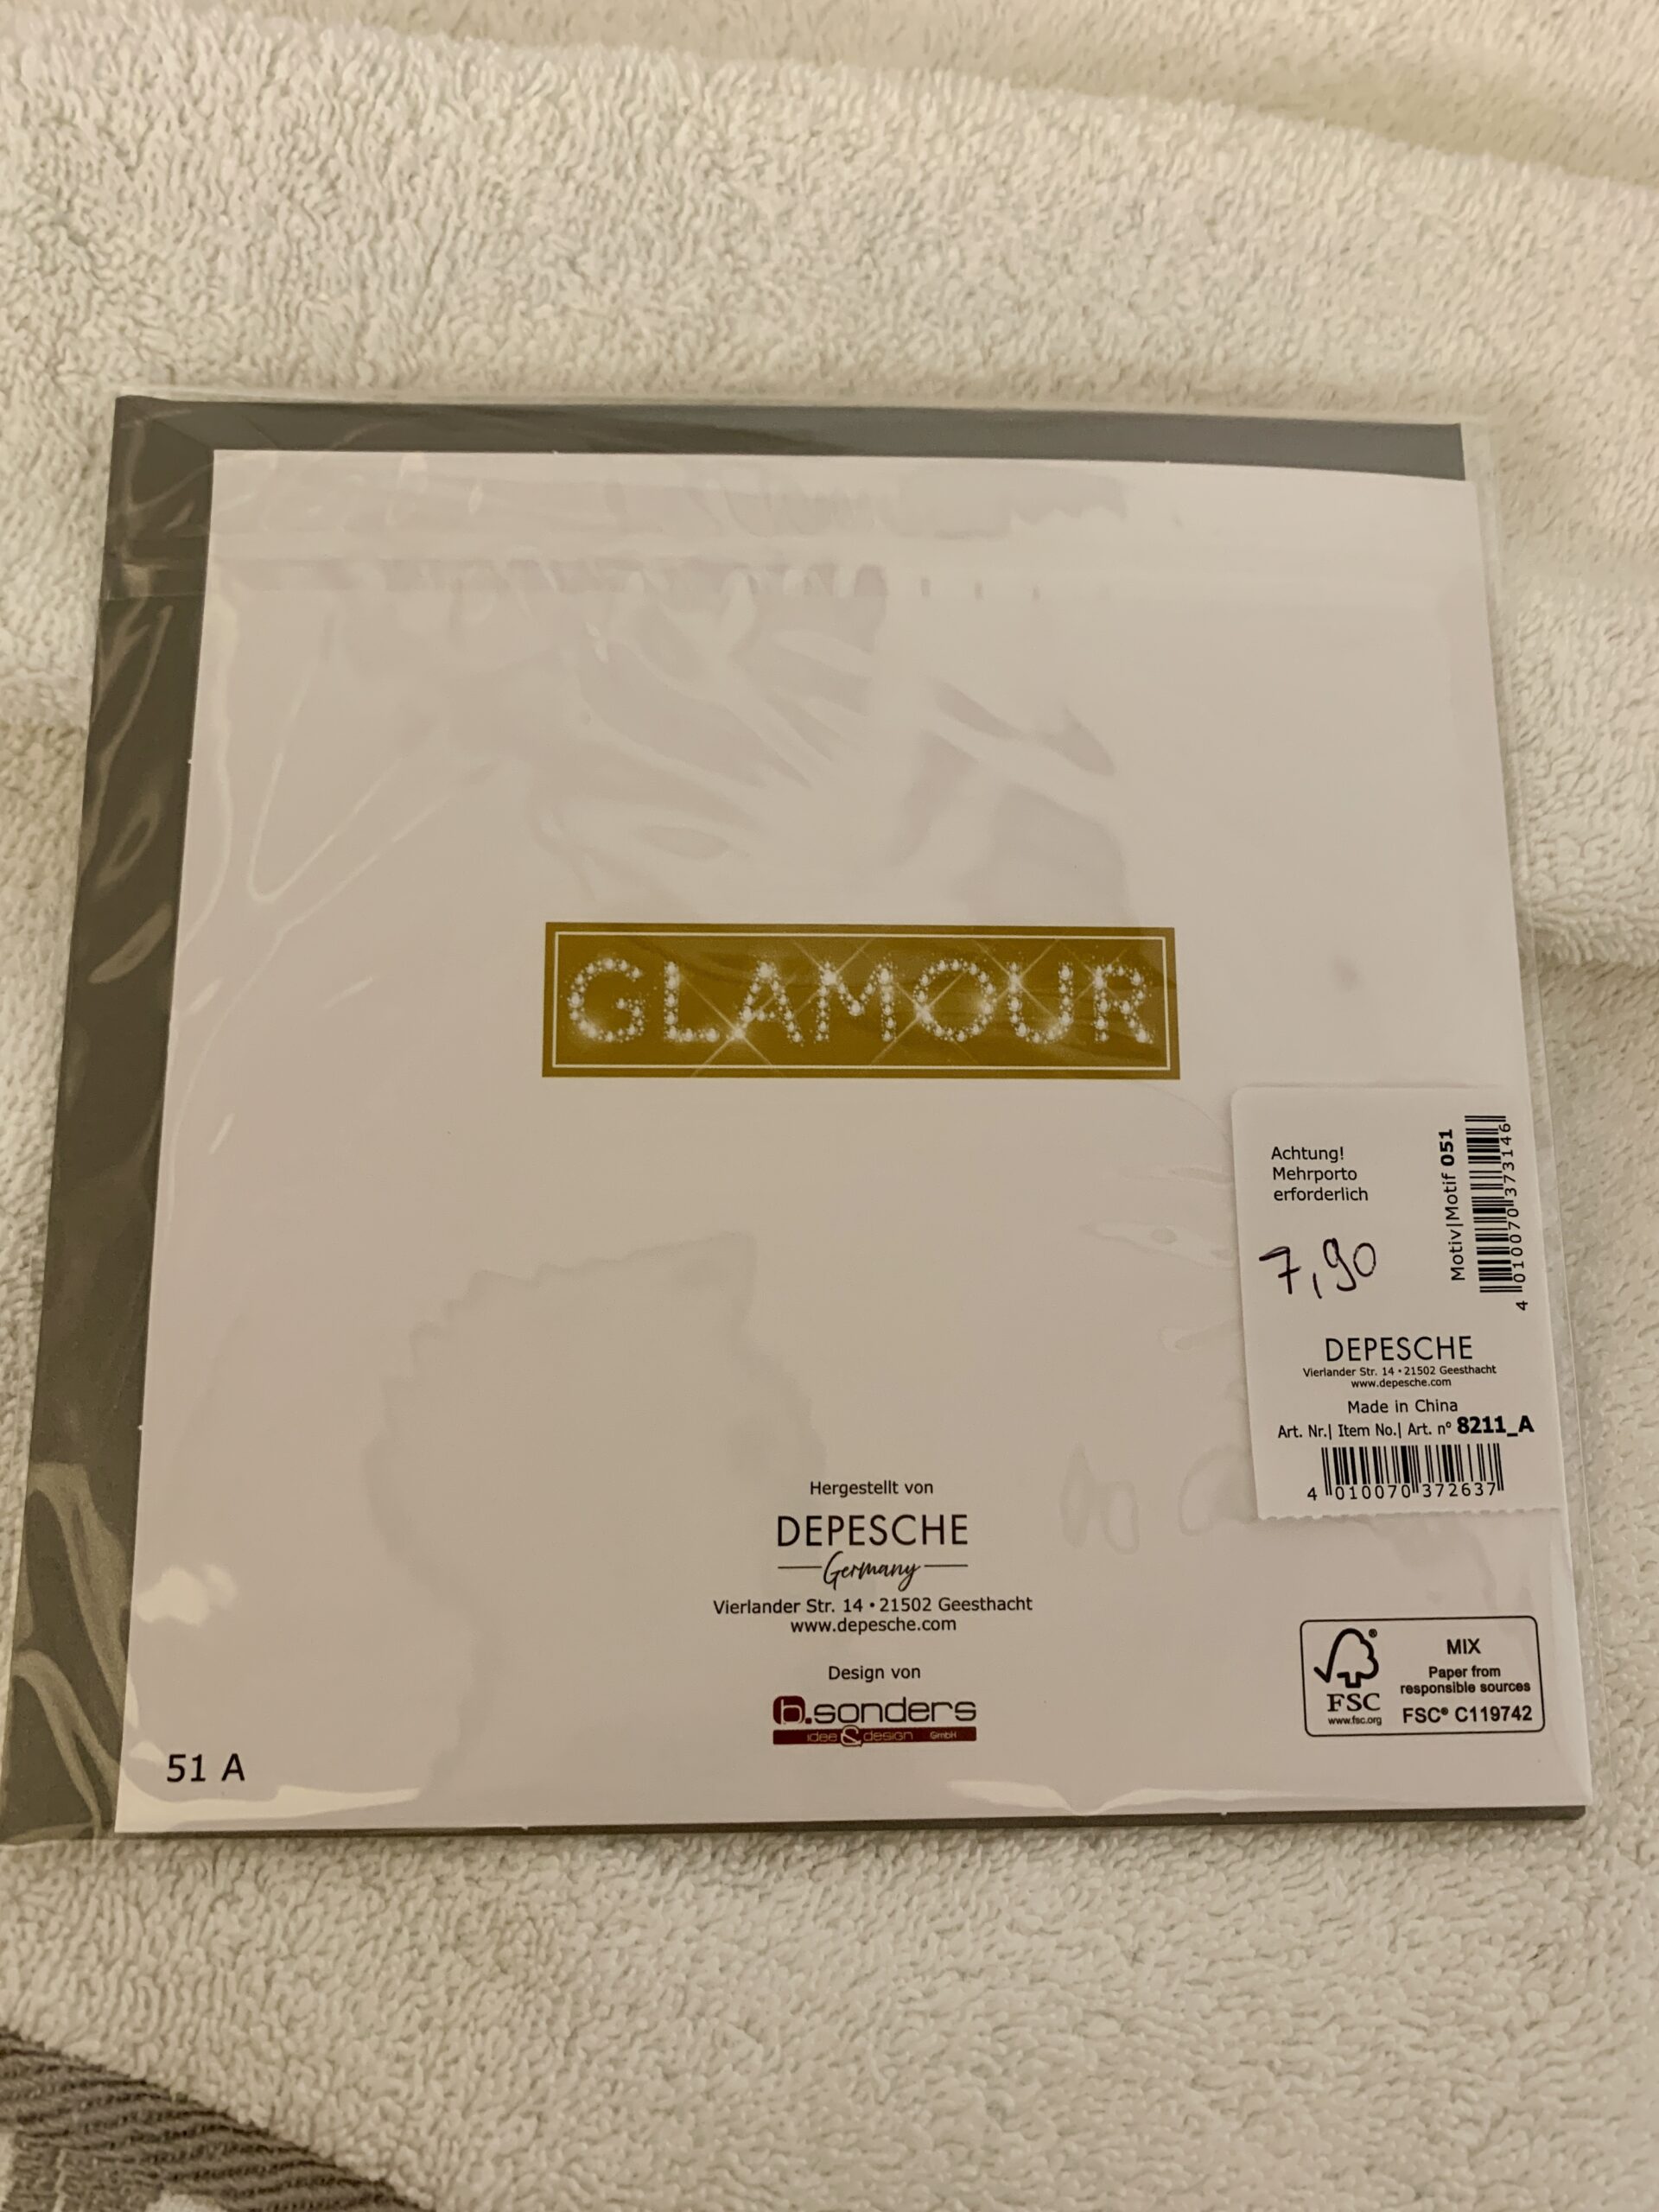 GLAMOUR
Achtung!
Mehrporto
erforderlich
Motiv|Motif 051
4 010070 373146
7,90
DEPESCHE
Vierlander Str. 14 • 21502 Geesthacht
www.depesche.com
Made in China
Art. Nr.| Item No.| Art. n° 8211_A
4 010070 372637
Hergestellt von
DEPESCHE
Germany
Vierlander Str. 14 • 21502 Geesthacht
www.depesche.com
Design von
b.sonders
idee & design GmbH
FSC®
www.fsc.org
MIX
Paper from
responsible sources
FSC® C119742
51 A